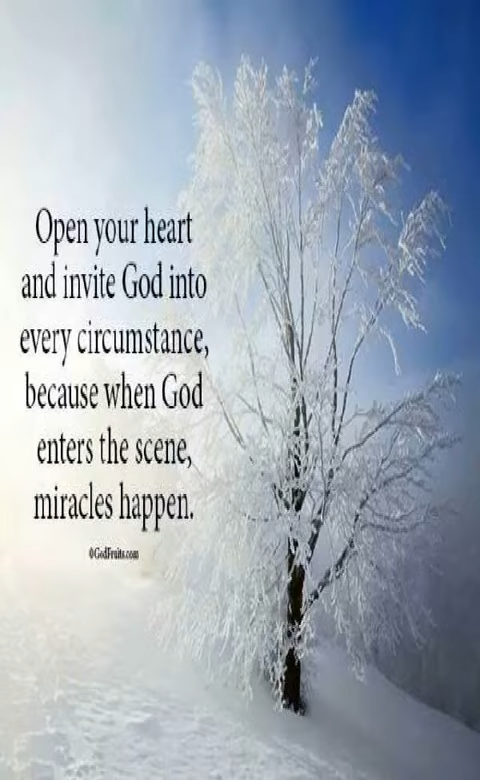 Open your heart
and invite God into
every circumstance,
because when God
enters the scene,
miracles happen.
©GodFruits.com